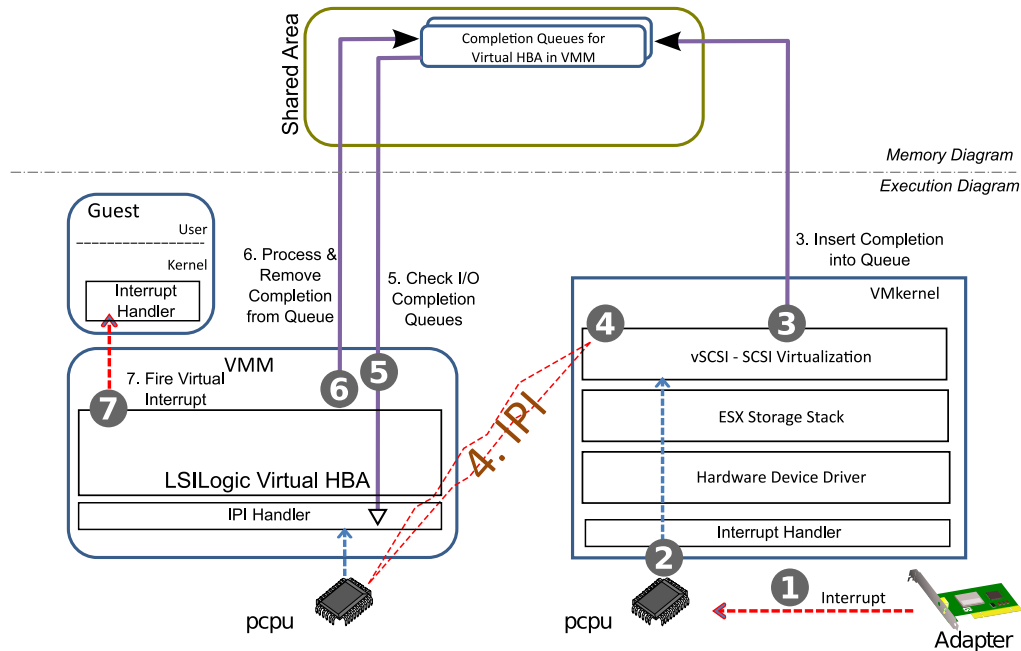 Shared Area
Completion Queues for
Virtual HBA in VMM
Memory Diagram
Execution Diagram
Guest
User
Kernel
Interrupt
Handler
6. Process &
Remove
Completion
from Queue
5. Check I/O
Completion
Queues
3. Insert Completion
into Queue
VMkernel
4
3
vSCSI - SCSI Virtualization
ESX Storage Stack
Hardware Device Driver
Interrupt Handler
2
VMM
7. Fire Virtual
Interrupt
7
6
5
LSILogic Virtual HBA
IPI Handler
4. IPI
pcpu
pcpu
1
Interrupt
Adapter